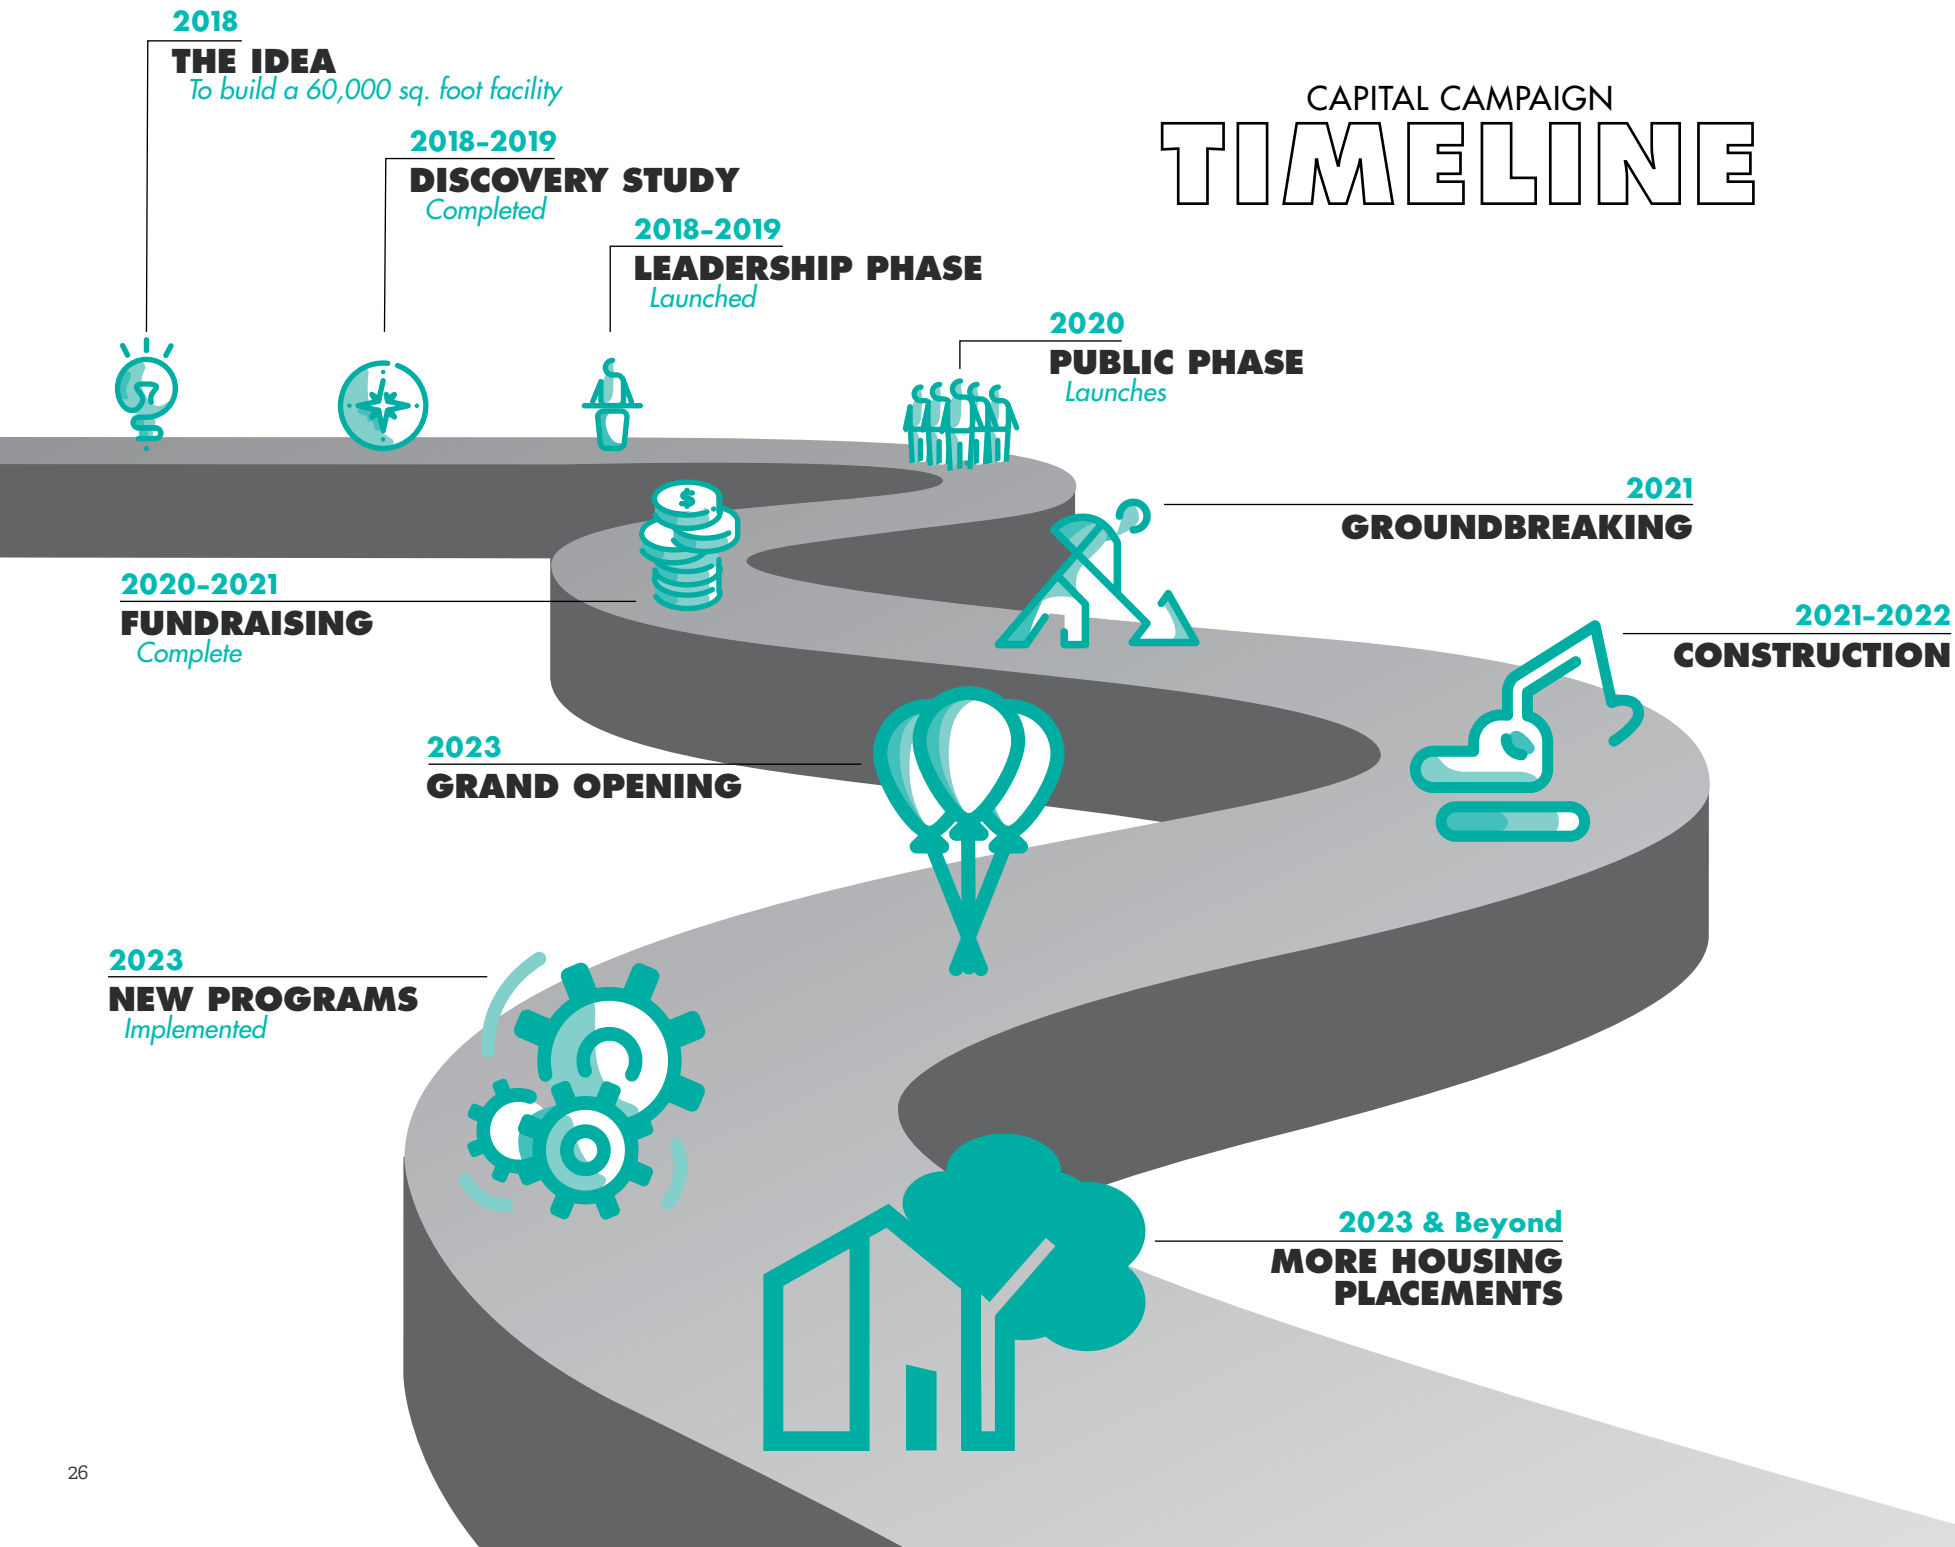 2018
THE IDEA
To build a 60,000 sq. foot facility
CAPITAL CAMPAIGN
TIMELINE
2018-2019
DISCOVERY STUDY
Completed
2018-2019
LEADERSHIP PHASE
Launched
2020
PUBLIC PHASE
Launches
$
2020-2021
FUNDRAISING
Complete
2021
GROUNDBREAKING
2021-2022
CONSTRUCTION
2023
GRAND OPENING
2023
NEW PROGRAMS
Implemented
2023 & Beyond
MORE HOUSING
PLACEMENTS
26